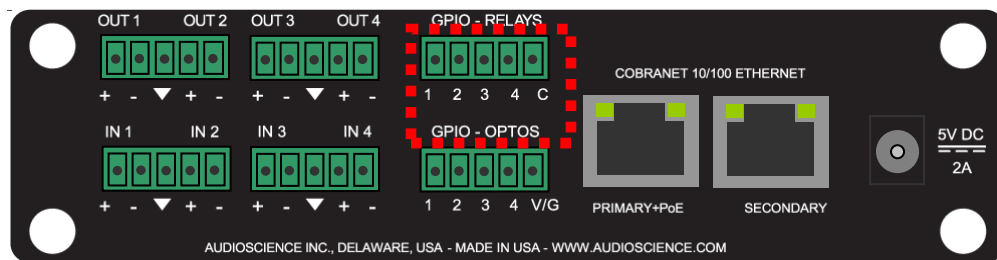 OUT 1 OUT 2 OUT 3 OUT 4 GPIO - RELAYS
+ - + - + - + - 1 2 3 4 C
COBRANET 10/100 ETHERNET
IN 1 IN 2 IN 3 IN 4 GPIO - OPTOS
+ - + - + - + - 1 2 3 4 V/G
PRIMARY+PoE SECONDARY
5V DC
2A
AUDIOSCIENCE INC., DELAWARE, USA - MADE IN USA - WWW.AUDIOSCIENCE.COM